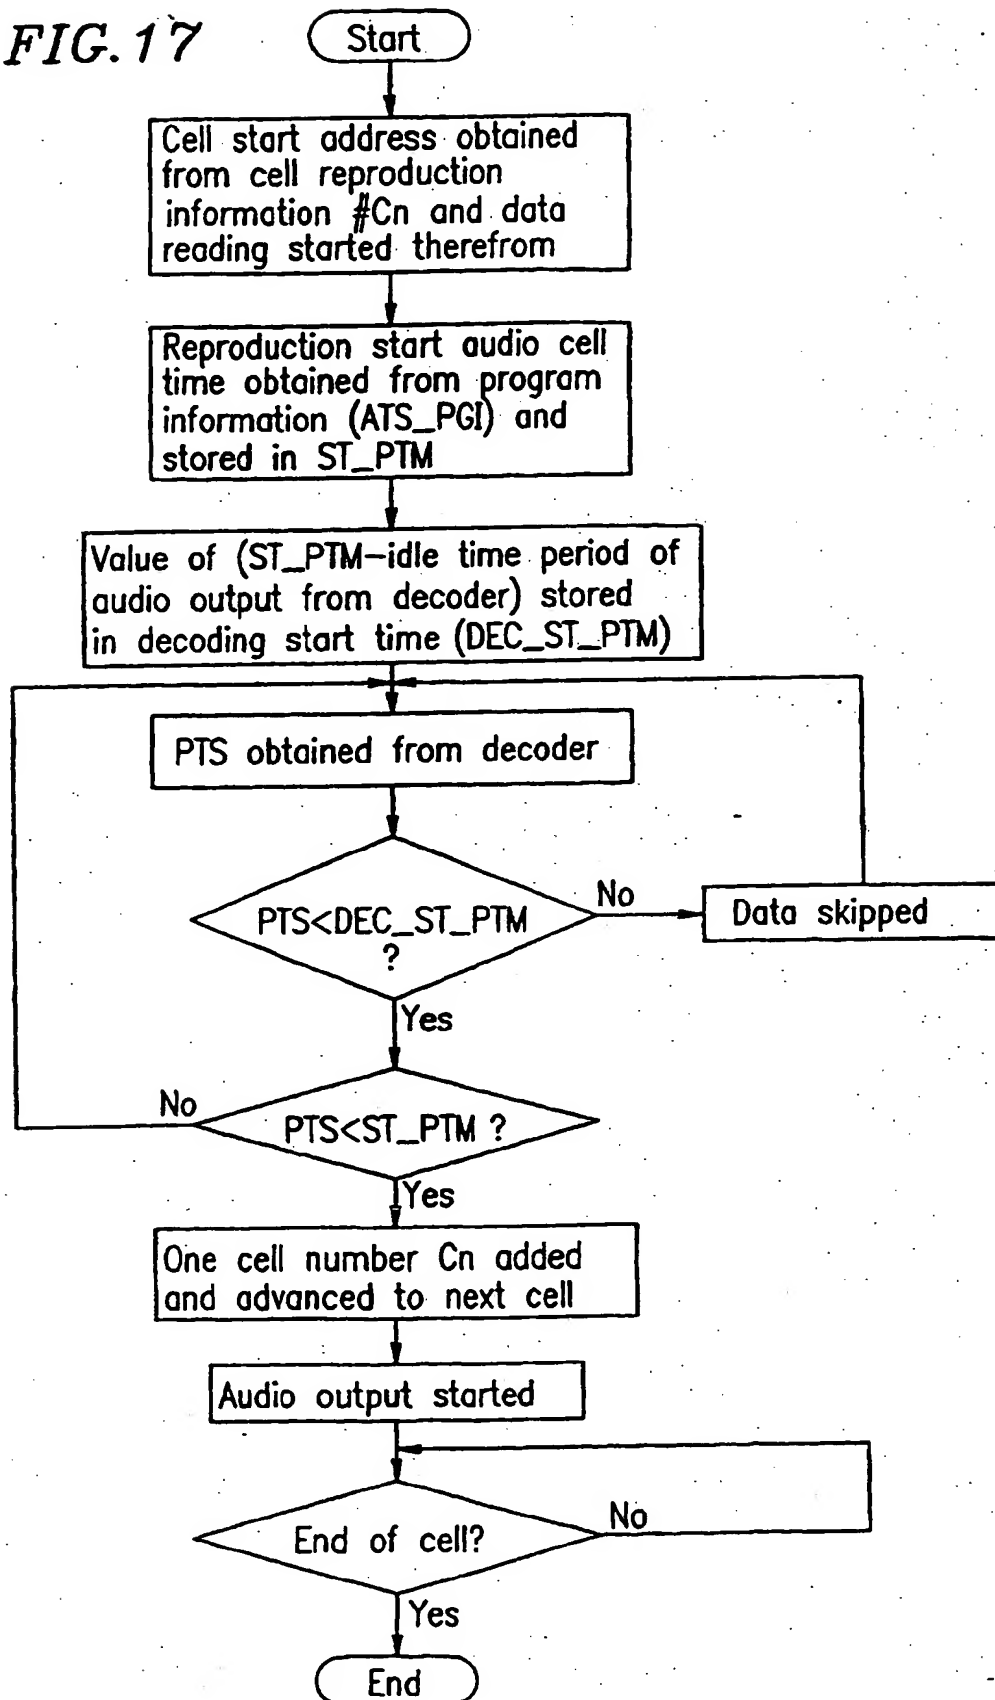 FIG. 17
Start
Cell start address obtained
from cell reproduction
information #Cn and data
reading started therefrom
Reproduction start audio cell
time obtained from program
information (ATS_PGI) and
stored in ST_PTM
Value of (ST_PTM-idle time period of
audio output from decoder) stored
in decoding start time (DEC_ST_PTM)
PTS obtained from decoder
PTS<DEC_ST_PTM
?
No
Data skipped
Yes
No
PTS<ST_PTM ?
Yes
One cell number Cn added
and advanced to next cell
Audio output started
End of cell?
No
Yes
End